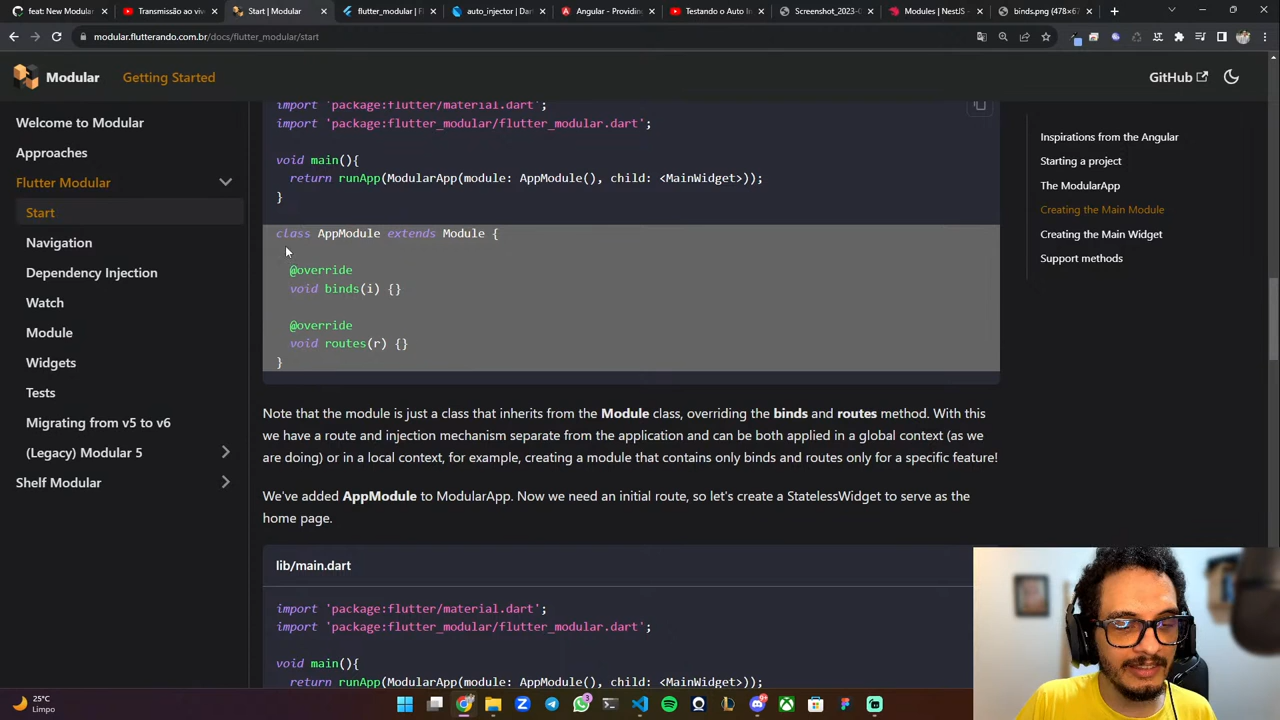 feat: New Modular
Transmissão ao viv
Start | Modular
flutter_modular | Fl
auto_injector | Dar
Angular - Providin
Testando o Auto In
Screenshot_2023-0
Modules | NestJS -
binds.png (478×67
modular.flutterando.com.br/docs/flutter_modular/start
Modular
Getting Started
GitHub
Welcome to Modular
Approaches
Flutter Modular
Start
Navigation
Dependency Injection
Watch
Module
Widgets
Tests
Migrating from v5 to v6
(Legacy) Modular 5
Shelf Modular
import 'package:flutter/material.dart';
import 'package:flutter_modular/flutter_modular.dart';
void main(){
return runApp(ModularApp(module: AppModule(), child: <MainWidget>));
}
class AppModule extends Module {
@override
void binds(i) {}
@override
void routes(r) {}
}
Note that the module is just a class that inherits from the Module class, overriding the binds and routes method. With this
we have a route and injection mechanism separate from the application and can be both applied in a global context (as we
are doing) or in a local context, for example, creating a module that contains only binds and routes only for a specific feature!
We've added AppModule to ModularApp. Now we need an initial route, so let's create a StatelessWidget to serve as the
home page.
lib/main.dart
import 'package:flutter/material.dart';
import 'package:flutter_modular/flutter_modular.dart';
void main(){
return runApp(ModularApp(module: AppModule(), child: <MainWidget>));
Inspirations from the Angular
Starting a project
The ModularApp
Creating the Main Module
Creating the Main Widget
Support methods
25°C
Limpo